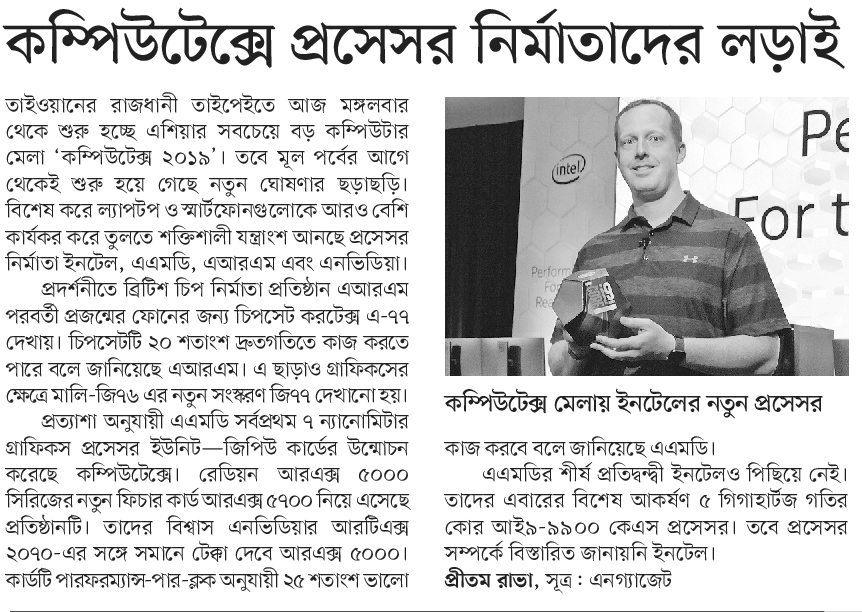 কম্পিউটেক্সে প্রসেসর নির্মাতাদের লড়াই
তাইওয়ানের রাজধানী তাইপেইতে আজ মঙ্গলবার
থেকে শুরু হচ্ছে এশিয়ার সবচেয়ে বড় কম্পিউটার
মেলা ‘কম্পিউটেক্স ২০১৯’। তবে মূল পর্বের আগে
থেকেই শুরু হয়ে গেছে নতুন ঘোষণার ছড়াছড়ি।
বিশেষ করে ল্যাপটপ ও স্মার্টফোনগুলোকে আরও বেশি
কার্যকর করে তুলতে শক্তিশালী যন্ত্রাংশ আনছে প্রসেসর
নির্মাতা ইনটেল, এএমডি, এআরএম এবং এনভিডিয়া।
প্রদর্শনীতে ব্রিটিশ চিপ নির্মাতা প্রতিষ্ঠান এআরএম
পরবর্তী প্রজন্মের ফোনের জন্য চিপসেট করটেক্স এ-৭৭
দেখায়। চিপসেটটি ২০ শতাংশ দ্রুতগতিতে কাজ করতে
পারে বলে জানিয়েছে এআরএম। এ ছাড়াও গ্রাফিকসের
ক্ষেত্রে মালি-জি৭৬ এর নতুন সংস্করণ জি৭৭ দেখানো হয়।
প্রত্যাশা অনুযায়ী এএমডি সর্বপ্রথম ৭ ন্যানোমিটার
গ্রাফিকস প্রসেসর ইউনিট—জিপিউ কার্ডের উন্মোচন
করেছে কম্পিউটেক্সে। রেডিয়ন আরএক্স ৫০০০
সিরিজের নতুন ফিচার কার্ড আরএক্স ৫৭০০ নিয়ে এসেছে
প্রতিষ্ঠানটি। তাদের বিশ্বাস এনভিডিয়ার আরটিএক্স
২০৭০-এর সঙ্গে সমানে টেক্কা দেবে আরএক্স ৫০০০।
কার্ডটি পারফরম্যান্স-পার-ক্লক অনুযায়ী ২৫ শতাংশ ভালো
intel
Pe
For t
Perform
For
Rea
i9
কম্পিউটেক্স মেলায় ইনটেলের নতুন প্রসেসর
কাজ করবে বলে জানিয়েছে এএমডি।
এএমডির শীর্ষ প্রতিদ্বন্দ্বী ইনটেলও পিছিয়ে নেই।
তাদের এবারের বিশেষ আকর্ষণ ৫ গিগাহার্টজ গতির
কোর আই৯-৯৯০০ কেএস প্রসেসর। তবে প্রসেসর
সম্পর্কে বিস্তারিত জানায়নি ইনটেল।
প্রীতম রাভা, সূত্র : এনগ্যাজেট